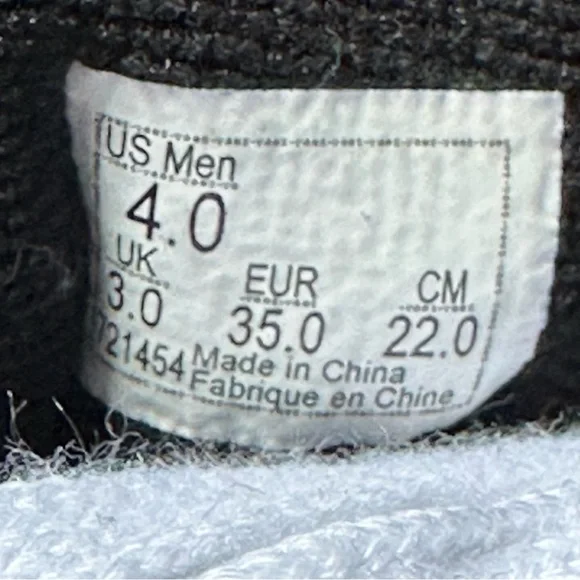 US Men
4.0
UK EUR CM
3.0 35.0 22.0
721454 Made in China
Fabrique en Chine